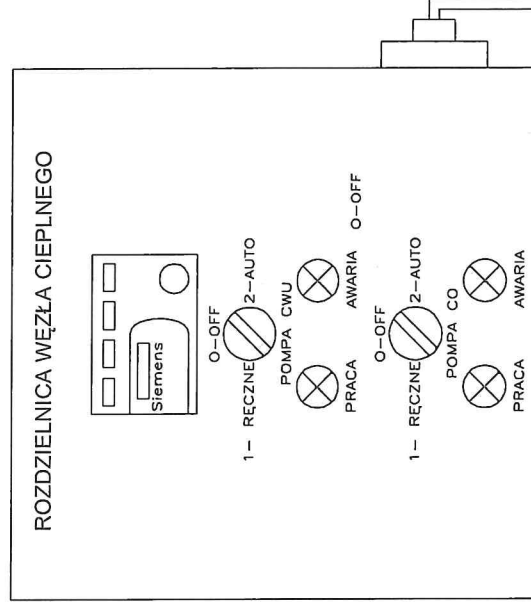 ROZDZIELNICA WĘZŁA CIEPLNEGO
Siemens
0-OFF
1- RĘCZNE 2-AUTO
POMPA CWU
PRACA AWARIA
0-OFF
0-OFF
1- RĘCZNE 2-AUTO
POMPA CO
PRACA AWARIA